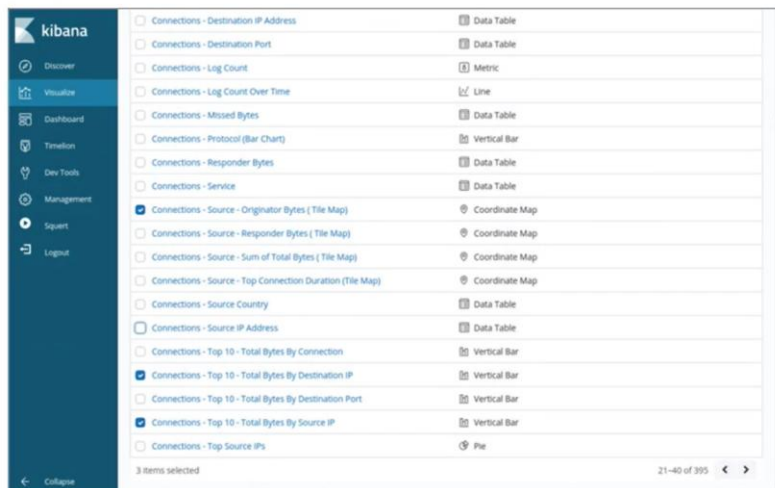 kibana
Discover
Visualize
Dashboard
Timelion
Dev Tools
Management
Squert
Logout
Collapse
Connections - Destination IP Address Data Table
Connections - Destination Port Data Table
Connections - Log Count Metric
Connections - Log Count Over Time Line
Connections - Missed Bytes Data Table
Connections - Protocol (Bar Chart) Vertical Bar
Connections - Responder Bytes Data Table
Connections - Service Data Table
Connections - Source - Originator Bytes ( Tile Map) Coordinate Map
Connections - Source - Responder Bytes ( Tile Map) Coordinate Map
Connections - Source - Sum of Total Bytes ( Tile Map) Coordinate Map
Connections - Source - Top Connection Duration (Tile Map) Coordinate Map
Connections - Source Country Data Table
Connections - Source IP Address Data Table
Connections - Top 10 - Total Bytes By Connection Vertical Bar
Connections - Top 10 - Total Bytes By Destination IP Vertical Bar
Connections - Top 10 - Total Bytes By Destination Port Vertical Bar
Connections - Top 10 - Total Bytes By Source IP Vertical Bar
Connections - Top Source IPs Pie
3 items selected 21–40 of 395